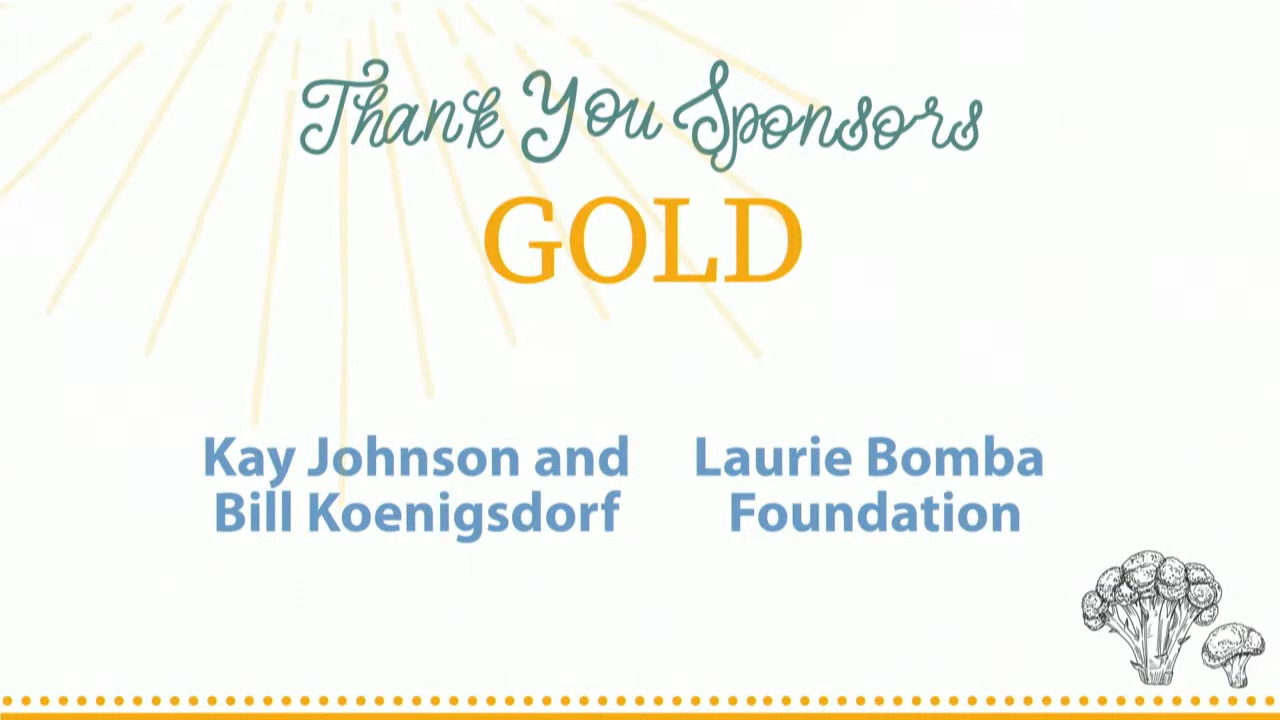 Thank You Sponsors
GOLD
Kay Johnson and
Bill Koenigsdorf
Laurie Bomba
Foundation